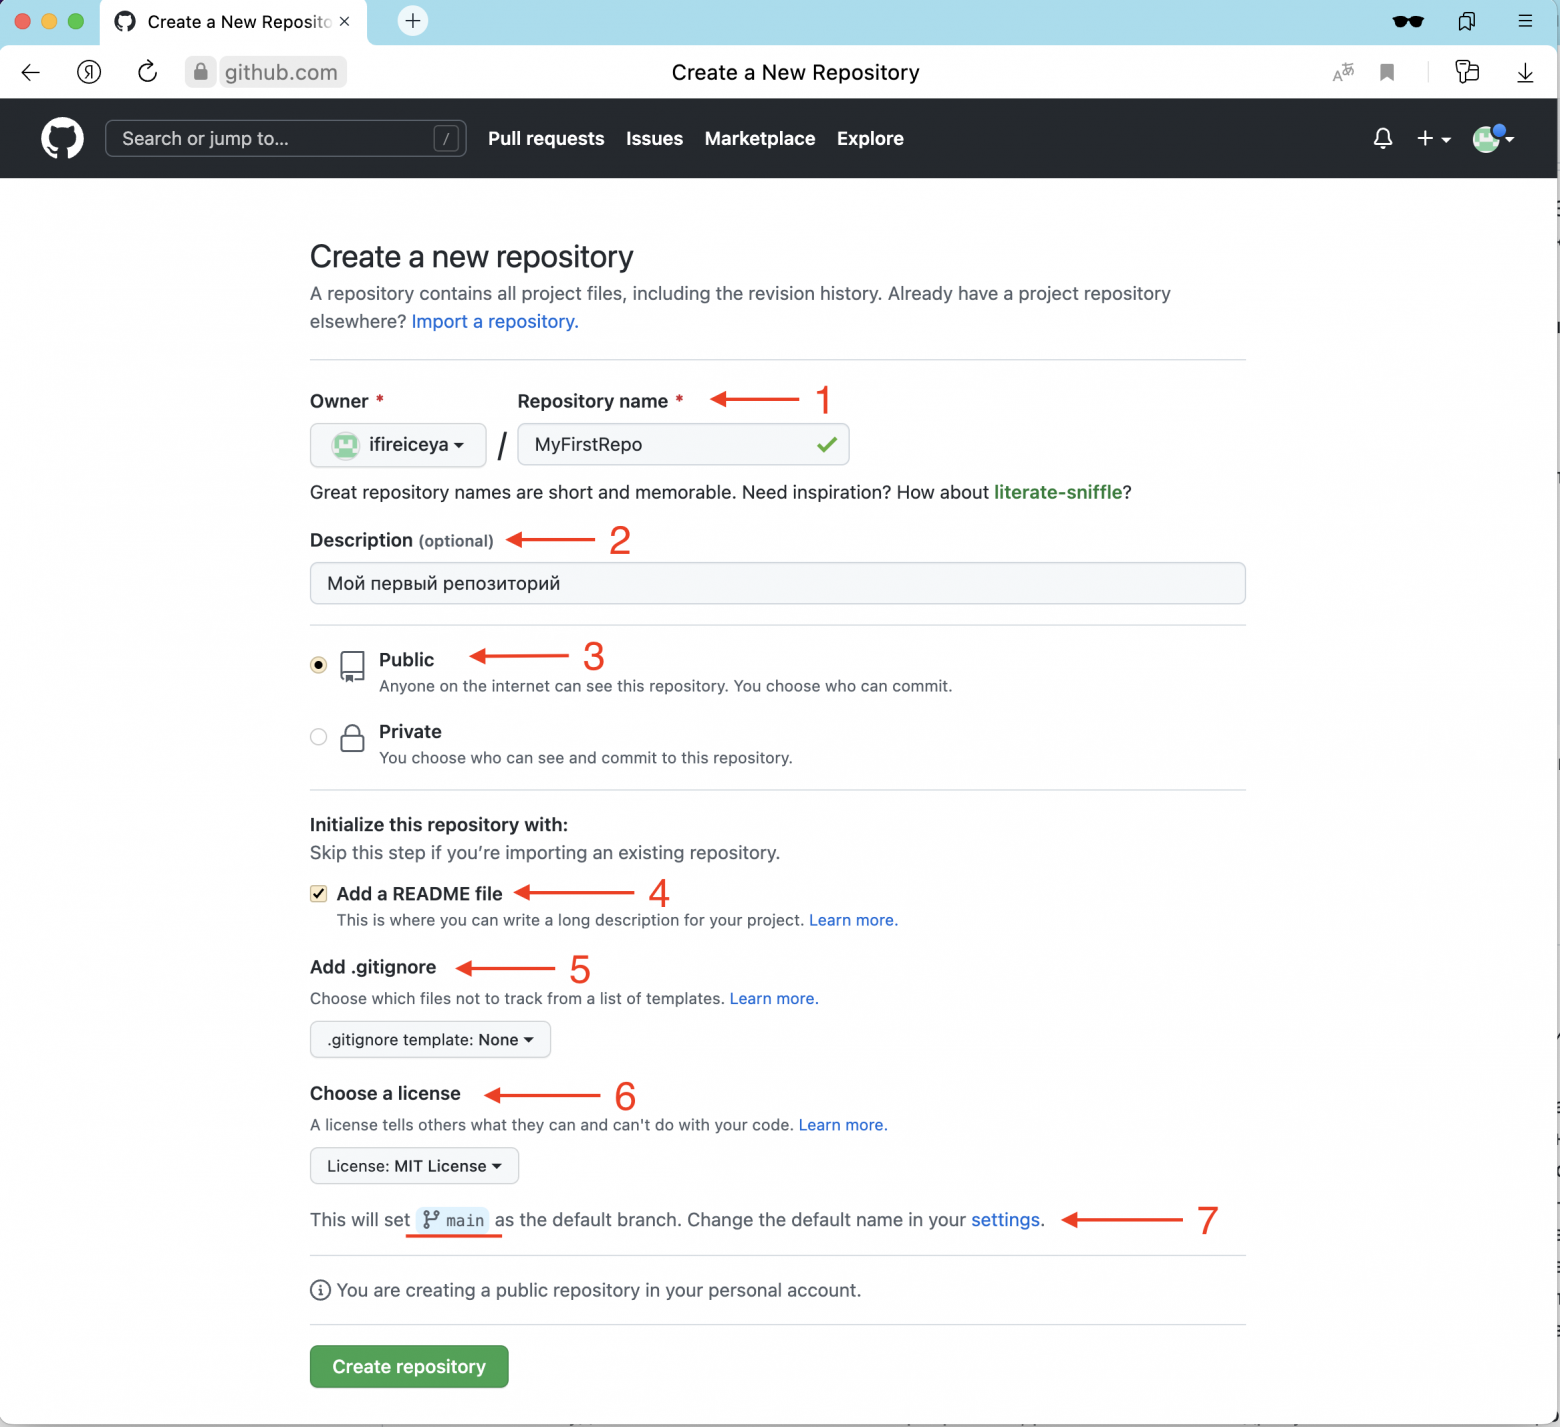 Create a New Reposito
github.com
Create a New Repository
Search or jump to... /
Pull requests Issues Marketplace Explore
Create a new repository
A repository contains all project files, including the revision history. Already have a project repository
elsewhere? Import a repository.
Owner * Repository name * 1
ifireiceya / MyFirstRepo
Great repository names are short and memorable. Need inspiration? How about literate-sniffle?
Description (optional) 2
Мой первый репозиторий
Public 3
Anyone on the internet can see this repository. You choose who can commit.
Private
You choose who can see and commit to this repository.
Initialize this repository with:
Skip this step if you’re importing an existing repository.
Add a README file 4
This is where you can write a long description for your project. Learn more.
Add .gitignore 5
Choose which files not to track from a list of templates. Learn more.
.gitignore template: None
Choose a license 6
A license tells others what they can and can't do with your code. Learn more.
License: MIT License
This will set main as the default branch. Change the default name in your settings. 7
You are creating a public repository in your personal account.
Create repository